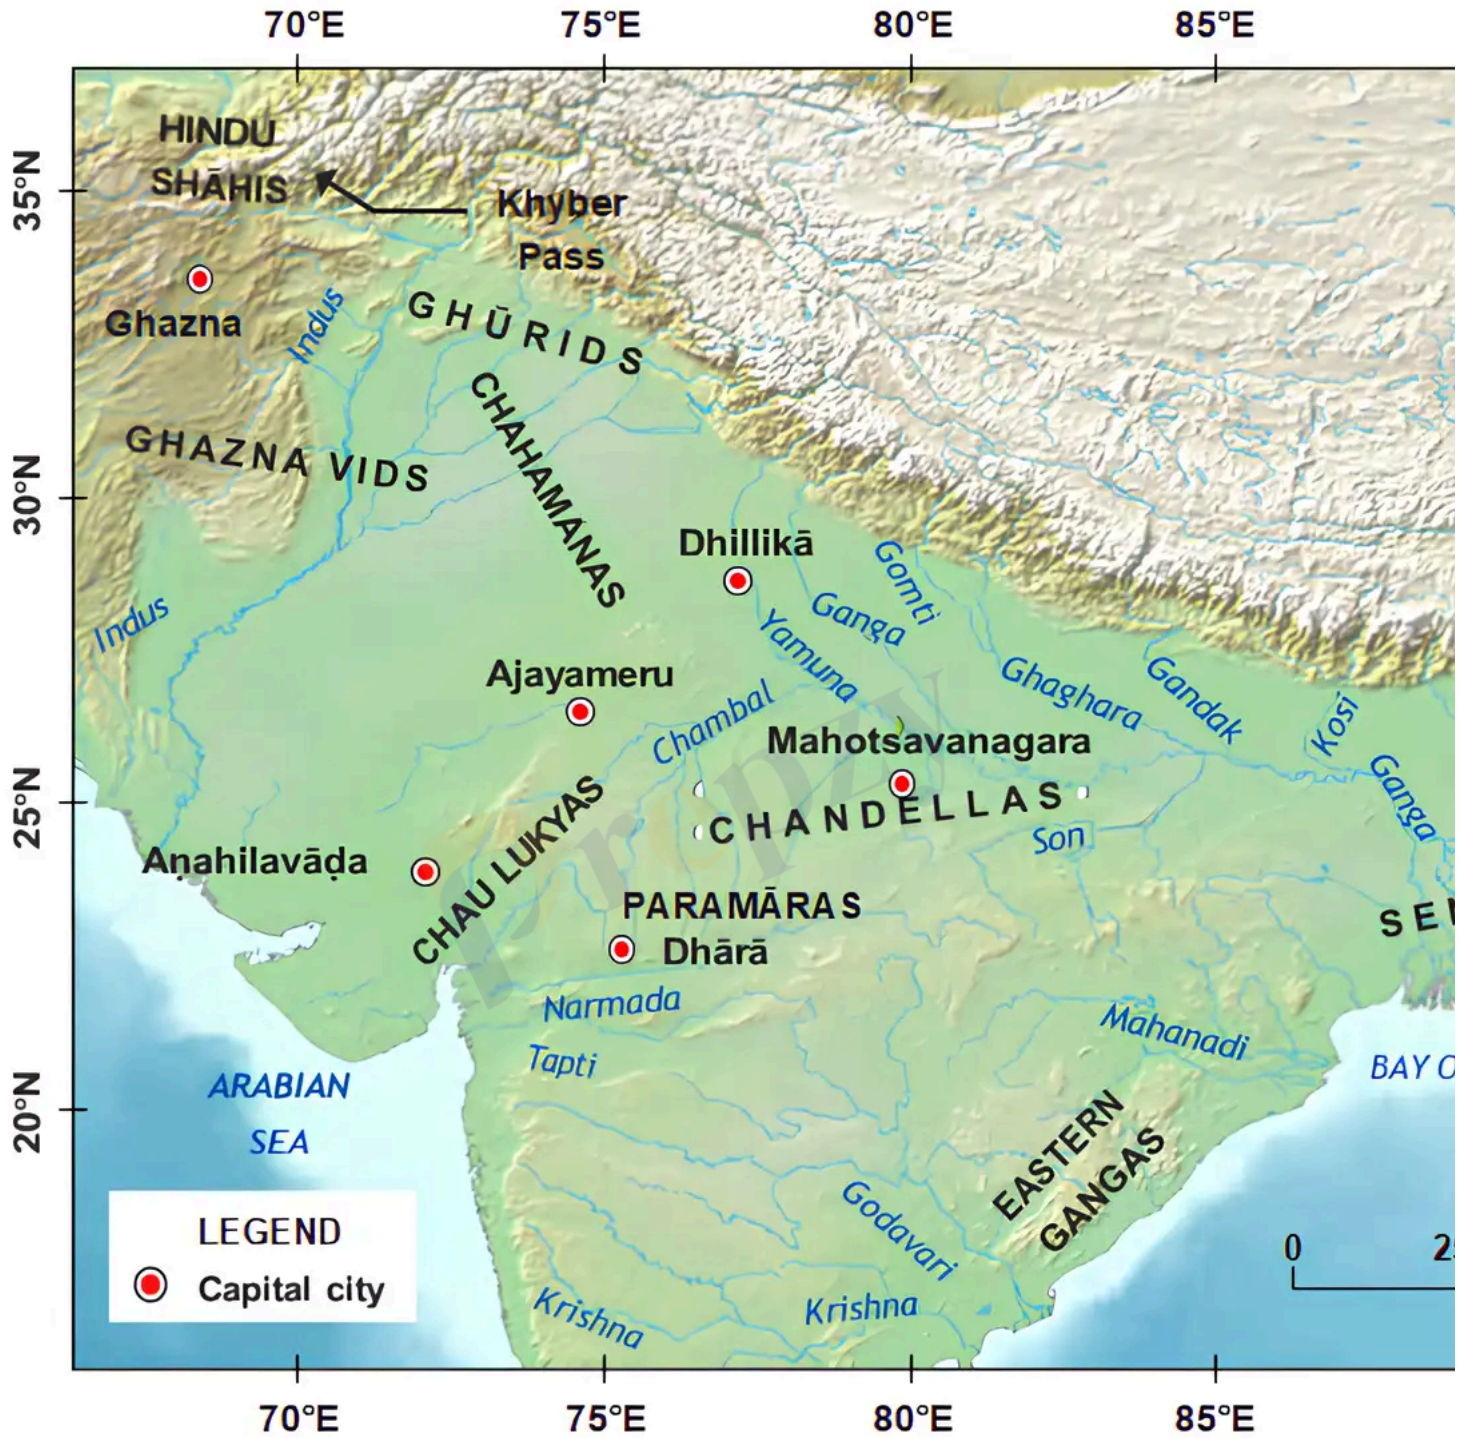 70°E 75°E 80°E 85°E
HINDU
SHĀHIS
35°N
Khyber
Pass
Ghazna
Indus
GHŪRIDS
CHAHAMANAS
GHAZNA VIDS
30°N
Dhillikā
Gomti
Ganga
Indus
Yamuna
Ajayameru
Ghaghara
Gandak
Chambal
Kosi
Mahotsavanagara
Ganga
25°N
CHANDELLAS
Son
CHAU LUKYAS
Aṇahilavāḍa
PARAMĀRAS
Dhārā
SEN
Narmada
Mahanadi
Tapti
BAY O
ARABIAN
SEA
20°N
EASTERN
GANGAS
Godavari
LEGEND
Capital city
0 25
Krishna
Krishna
70°E 75°E 80°E 85°E